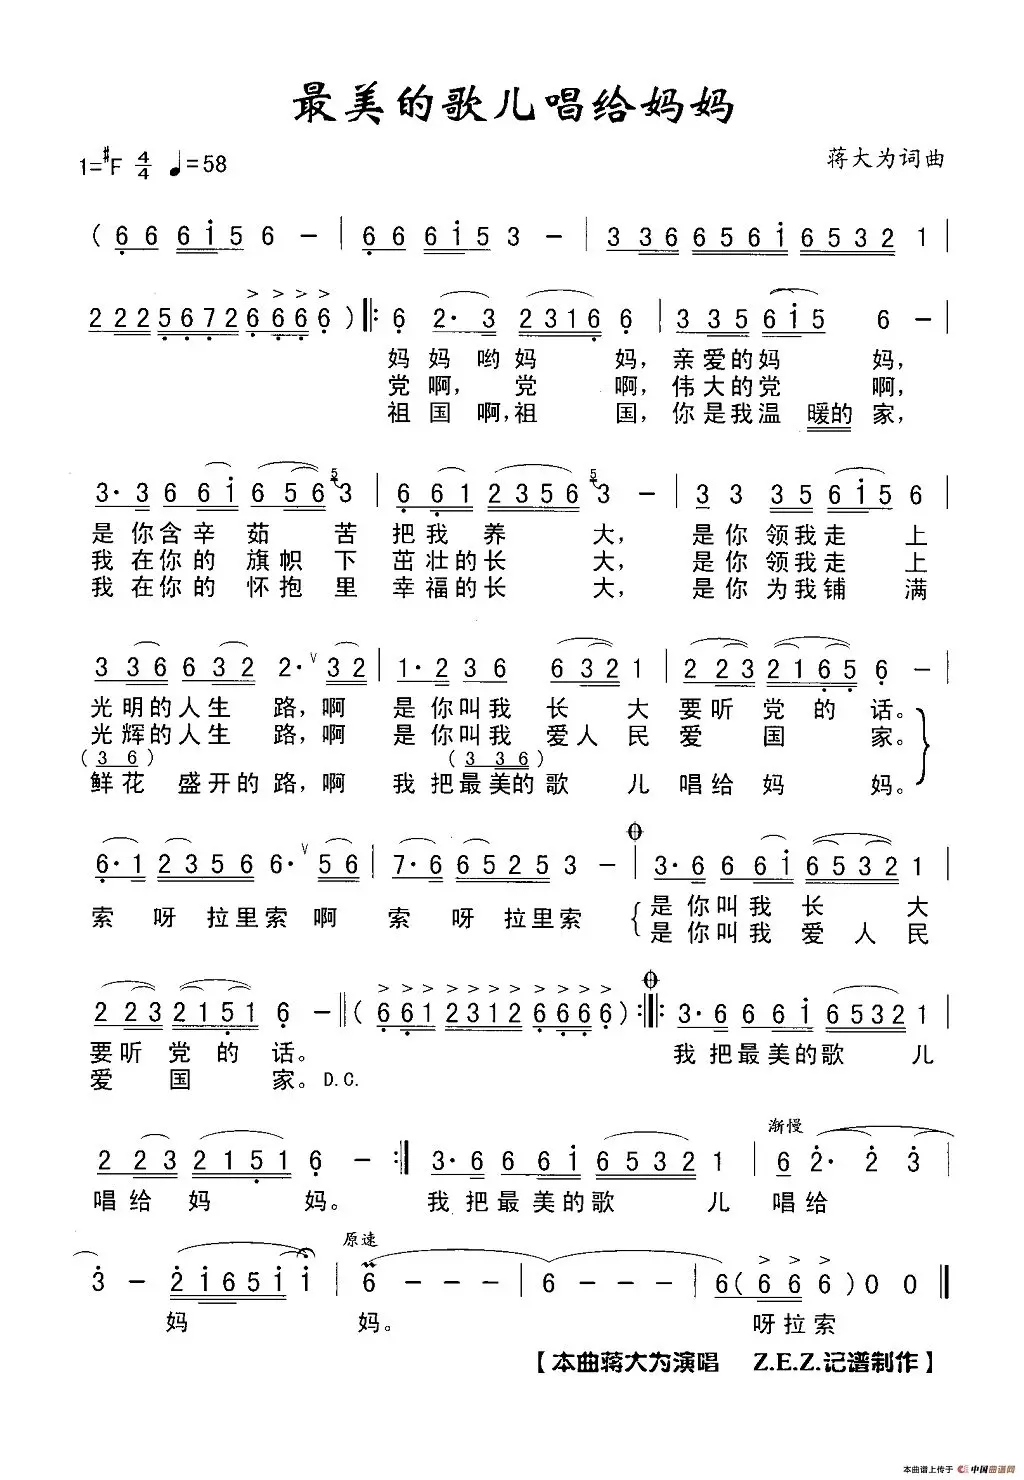 最美的歌儿唱给妈妈
1=#F 4/4 ♩=58 蒋大为词曲
( 6 6 6 i 5 6 - | 6 6 6 i 5 3 - | 3 3 6 6 5 6 i 6 5 3 2 1 |
2 2 2 5 6 7 2 6 6 6 6 ) ‖: 6 2· 3 2 3 1 6 6 | 3 3 5 6 i 5 6 - |
妈 妈 哟 妈 妈, 亲 爱 的 妈 妈,
党 啊, 党 啊, 伟 大 的 党 啊,
祖 国 啊, 祖 国, 你 是 我 温 暖 的 家,
3· 3 6 6 i 6 5 6 5 3 | 6 6 1 2 3 5 6 5 3 - | 3 3 3 5 6 i 5 6 |
是 你 含 辛 茹 苦 把 我 养 大, 是 你 领 我 走 上
我 在 你 的 旗 帜 下 茁 壮 的 长 大, 是 你 领 我 走 上
我 在 你 的 怀 抱 里 幸 福 的 长 大, 是 你 为 我 铺 满
3 3 6 6 3 2 2· V 3 2 | 1· 2 3 6 6 3 2 1 | 2 2 3 2 1 6 5 6 - |
光 明 的 人 生 路, 啊 是 你 叫 我 长 大 要 听 党 的 话。
光 辉 的 人 生 路, 啊 是 你 叫 我 爱 人 民 爱 国 家。
( 3 6 ) ( 3 3 6 )
鲜 花 盛 开 的 路, 啊 我 把 最 美 的 歌 儿 唱 给 妈 妈。
6· 1 2 3 5 6 6· V 5 6 | 7· 6 6 5 2 5 3 - | 3· 6 6 i 6 5 3 2 1 |
索 呀 拉 里 索 啊 索 呀 拉 里 索 是 你 叫 我 长 大
是 你 叫 我 爱 人 民
2 2 3 2 1 5 1 6 - ‖ ( 6 6 1 2 3 1 2 6 6 6 6 ) :‖: 3· 6 6 6 i 6 5 3 2 1 |
要 听 党 的 话。 我 把 最 美 的 歌 儿
爱 国 家。 D.C.
渐慢
2 2 3 2 1 5 1 6 - :‖ 3· 6 6 6 i 6 5 3 2 1 | 6 2· 2 3 |
唱 给 妈 妈。 我 把 最 美 的 歌 儿 唱 给
原速
3 - 2 i 6 5 i i | 6 - - - | 6 - - - | 6 ( 6 6 6 ) 0 0 ‖
妈 妈。 呀 拉 索
【本曲蒋大为演唱 Z.E.Z.记谱制作】
本曲谱上传于 中国曲谱网